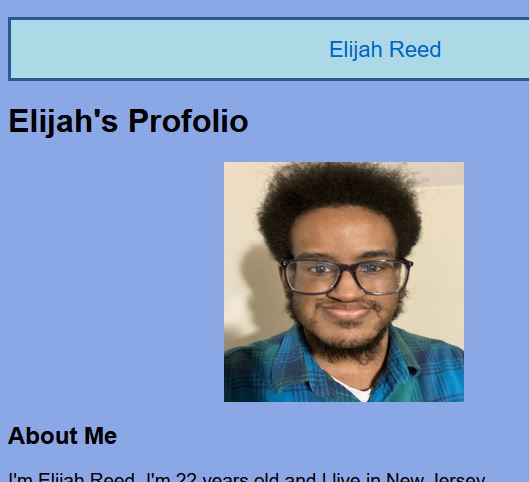 Elijah Reed
Elijah's Profolio
About Me
I'm Elijah Reed. I'm 22 years old and I live in New Jersey.